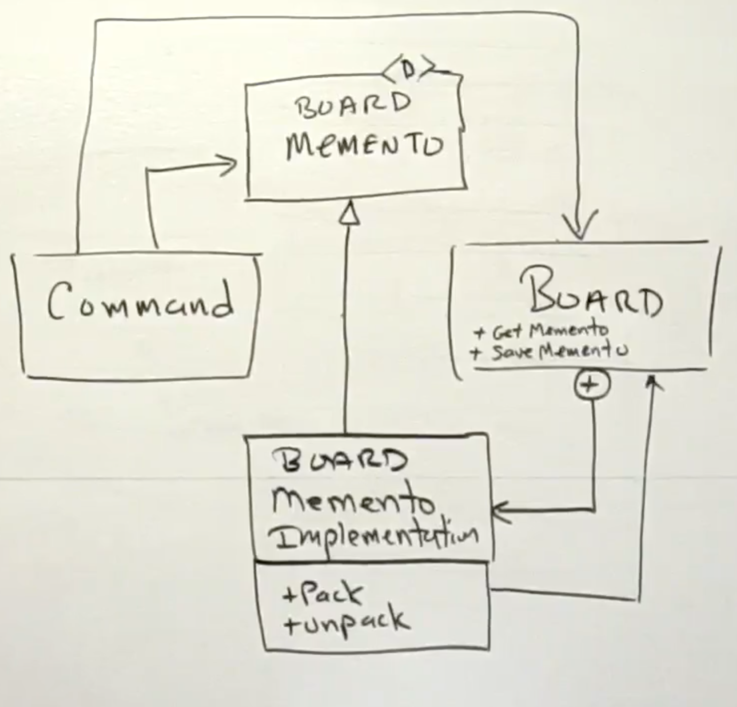 <D>
BOARD
MEMENTO
Command
BOARD
+ Get Memento
+ Save Memento
+
BOARD
Memento
Implementation
+Pack
+unpack